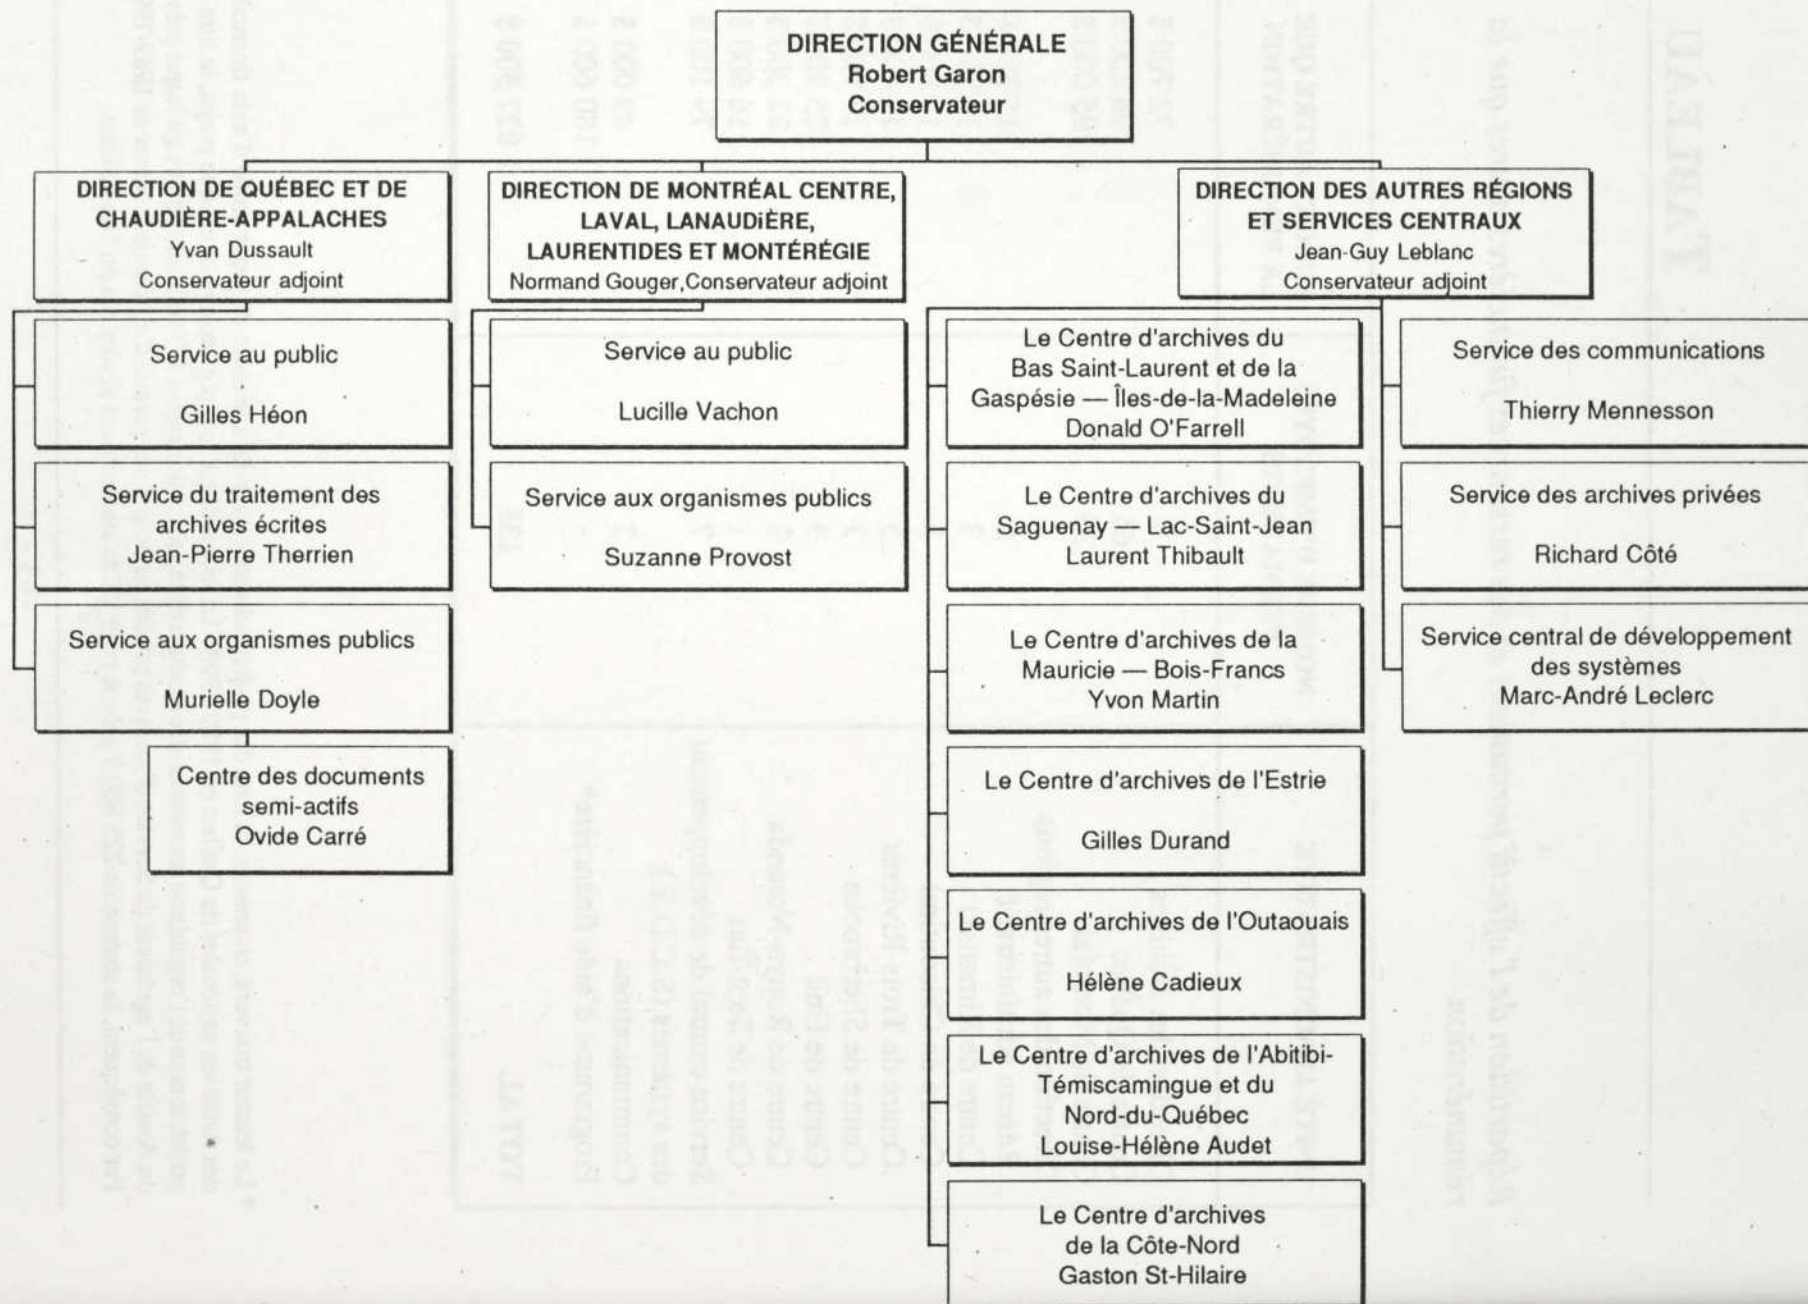 DIRECTION GÉNÉRALE
Robert Garon
Conservateur
DIRECTION DE QUÉBEC ET DE
CHAUDIÈRE-APPALACHES
Yvan Dussault
Conservateur adjoint
Service au public
Gilles Héon
Service du traitement des
archives écrites
Jean-Pierre Therrien
Service aux organismes publics
Murielle Doyle
Centre des documents
semi-actifs
Ovide Carré
DIRECTION DE MONTRÉAL CENTRE,
LAVAL, LANAUDiÈRE,
LAURENTIDES ET MONTÉRÉGIE
Normand Gouger,Conservateur adjoint
Service au public
Lucille Vachon
Service aux organismes publics
Suzanne Provost
DIRECTION DES AUTRES RÉGIONS
ET SERVICES CENTRAUX
Jean-Guy Leblanc
Conservateur adjoint
Le Centre d'archives du
Bas Saint-Laurent et de la
Gaspésie — Îles-de-la-Madeleine
Donald O'Farrell
Le Centre d'archives du
Saguenay — Lac-Saint-Jean
Laurent Thibault
Le Centre d'archives de la
Mauricie — Bois-Francs
Yvon Martin
Le Centre d'archives de l'Estrie
Gilles Durand
Le Centre d'archives de l'Outaouais
Hélène Cadieux
Le Centre d'archives de l'Abitibi-
Témiscamingue et du
Nord-du-Québec
Louise-Hélène Audet
Le Centre d'archives
de la Côte-Nord
Gaston St-Hilaire
Service des communications
Thierry Mennesson
Service des archives privées
Richard Côté
Service central de développement
des systèmes
Marc-André Leclerc